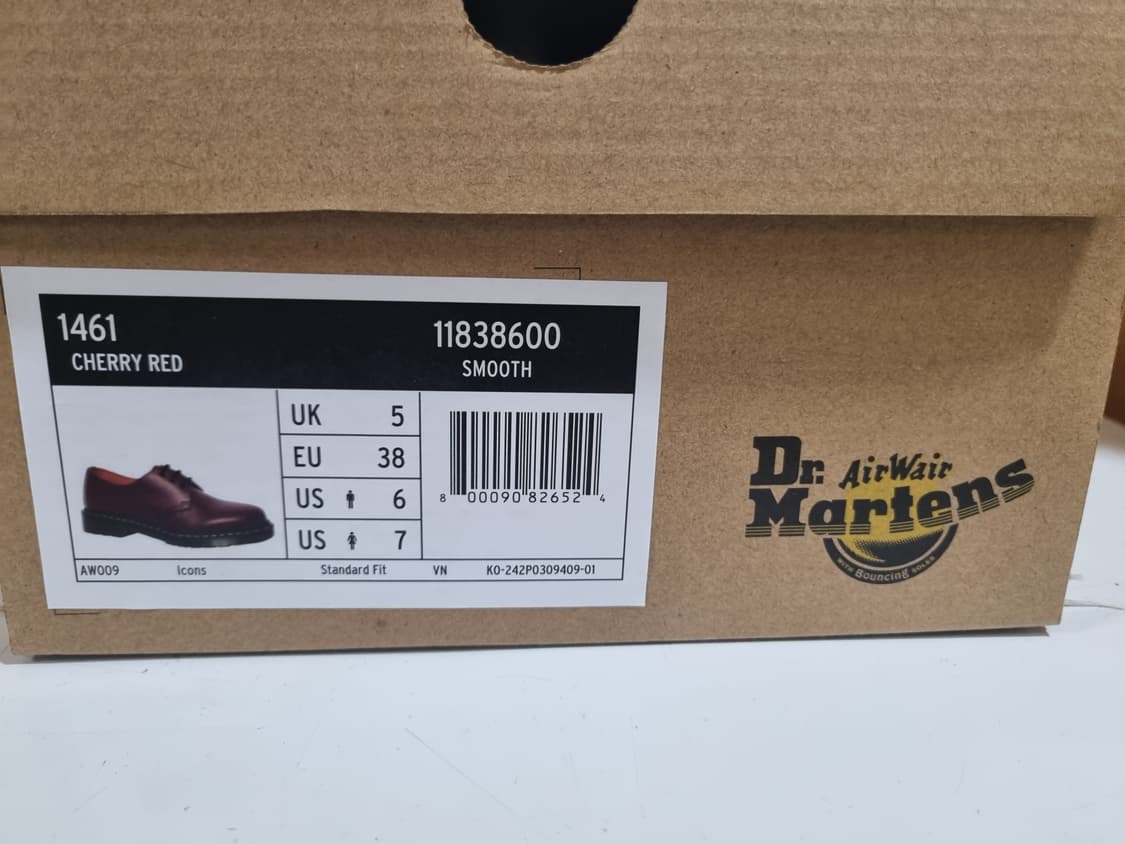 1461
CHERRY RED
11838600
SMOOTH
UK 5
EU 38
US 6
US 7
8 00090 82652 4
AW009 Icons Standard Fit VN KO-242P0309409-01
Dr. AirWair
Martens
WITH Bouncing SOLES